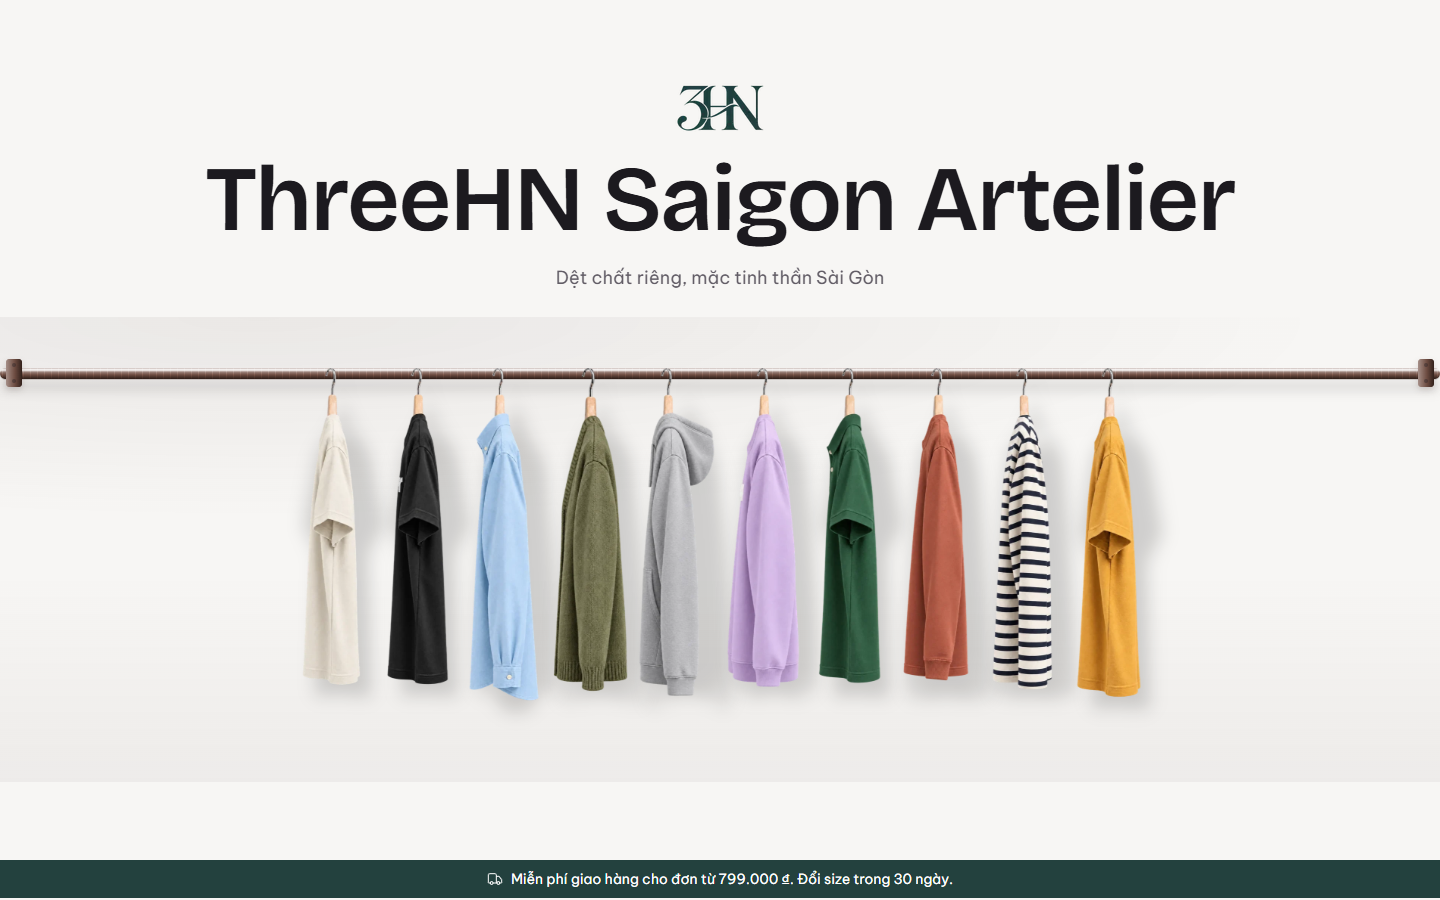 3HN
ThreeHN Saigon Artelier
Dệt chất riêng, mặc tinh thần Sài Gòn
Miễn phí giao hàng cho đơn từ 799.000 ₫. Đổi size trong 30 ngày.